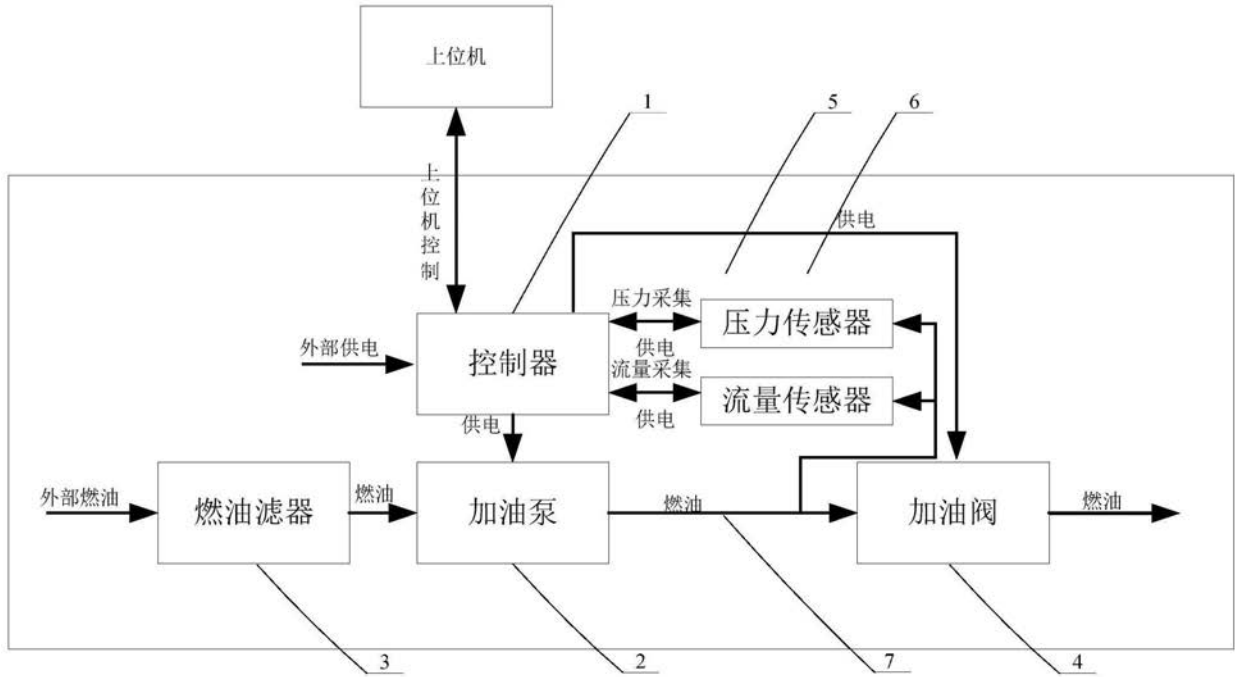 上位机
1
5
6
上位机控制
供电
压力采集
压力传感器
外部供电
控制器
供电
流量采集
流量传感器
供电
供电
外部燃油
燃油滤器
燃油
加油泵
燃油
加油阀
燃油
3
2
7
4